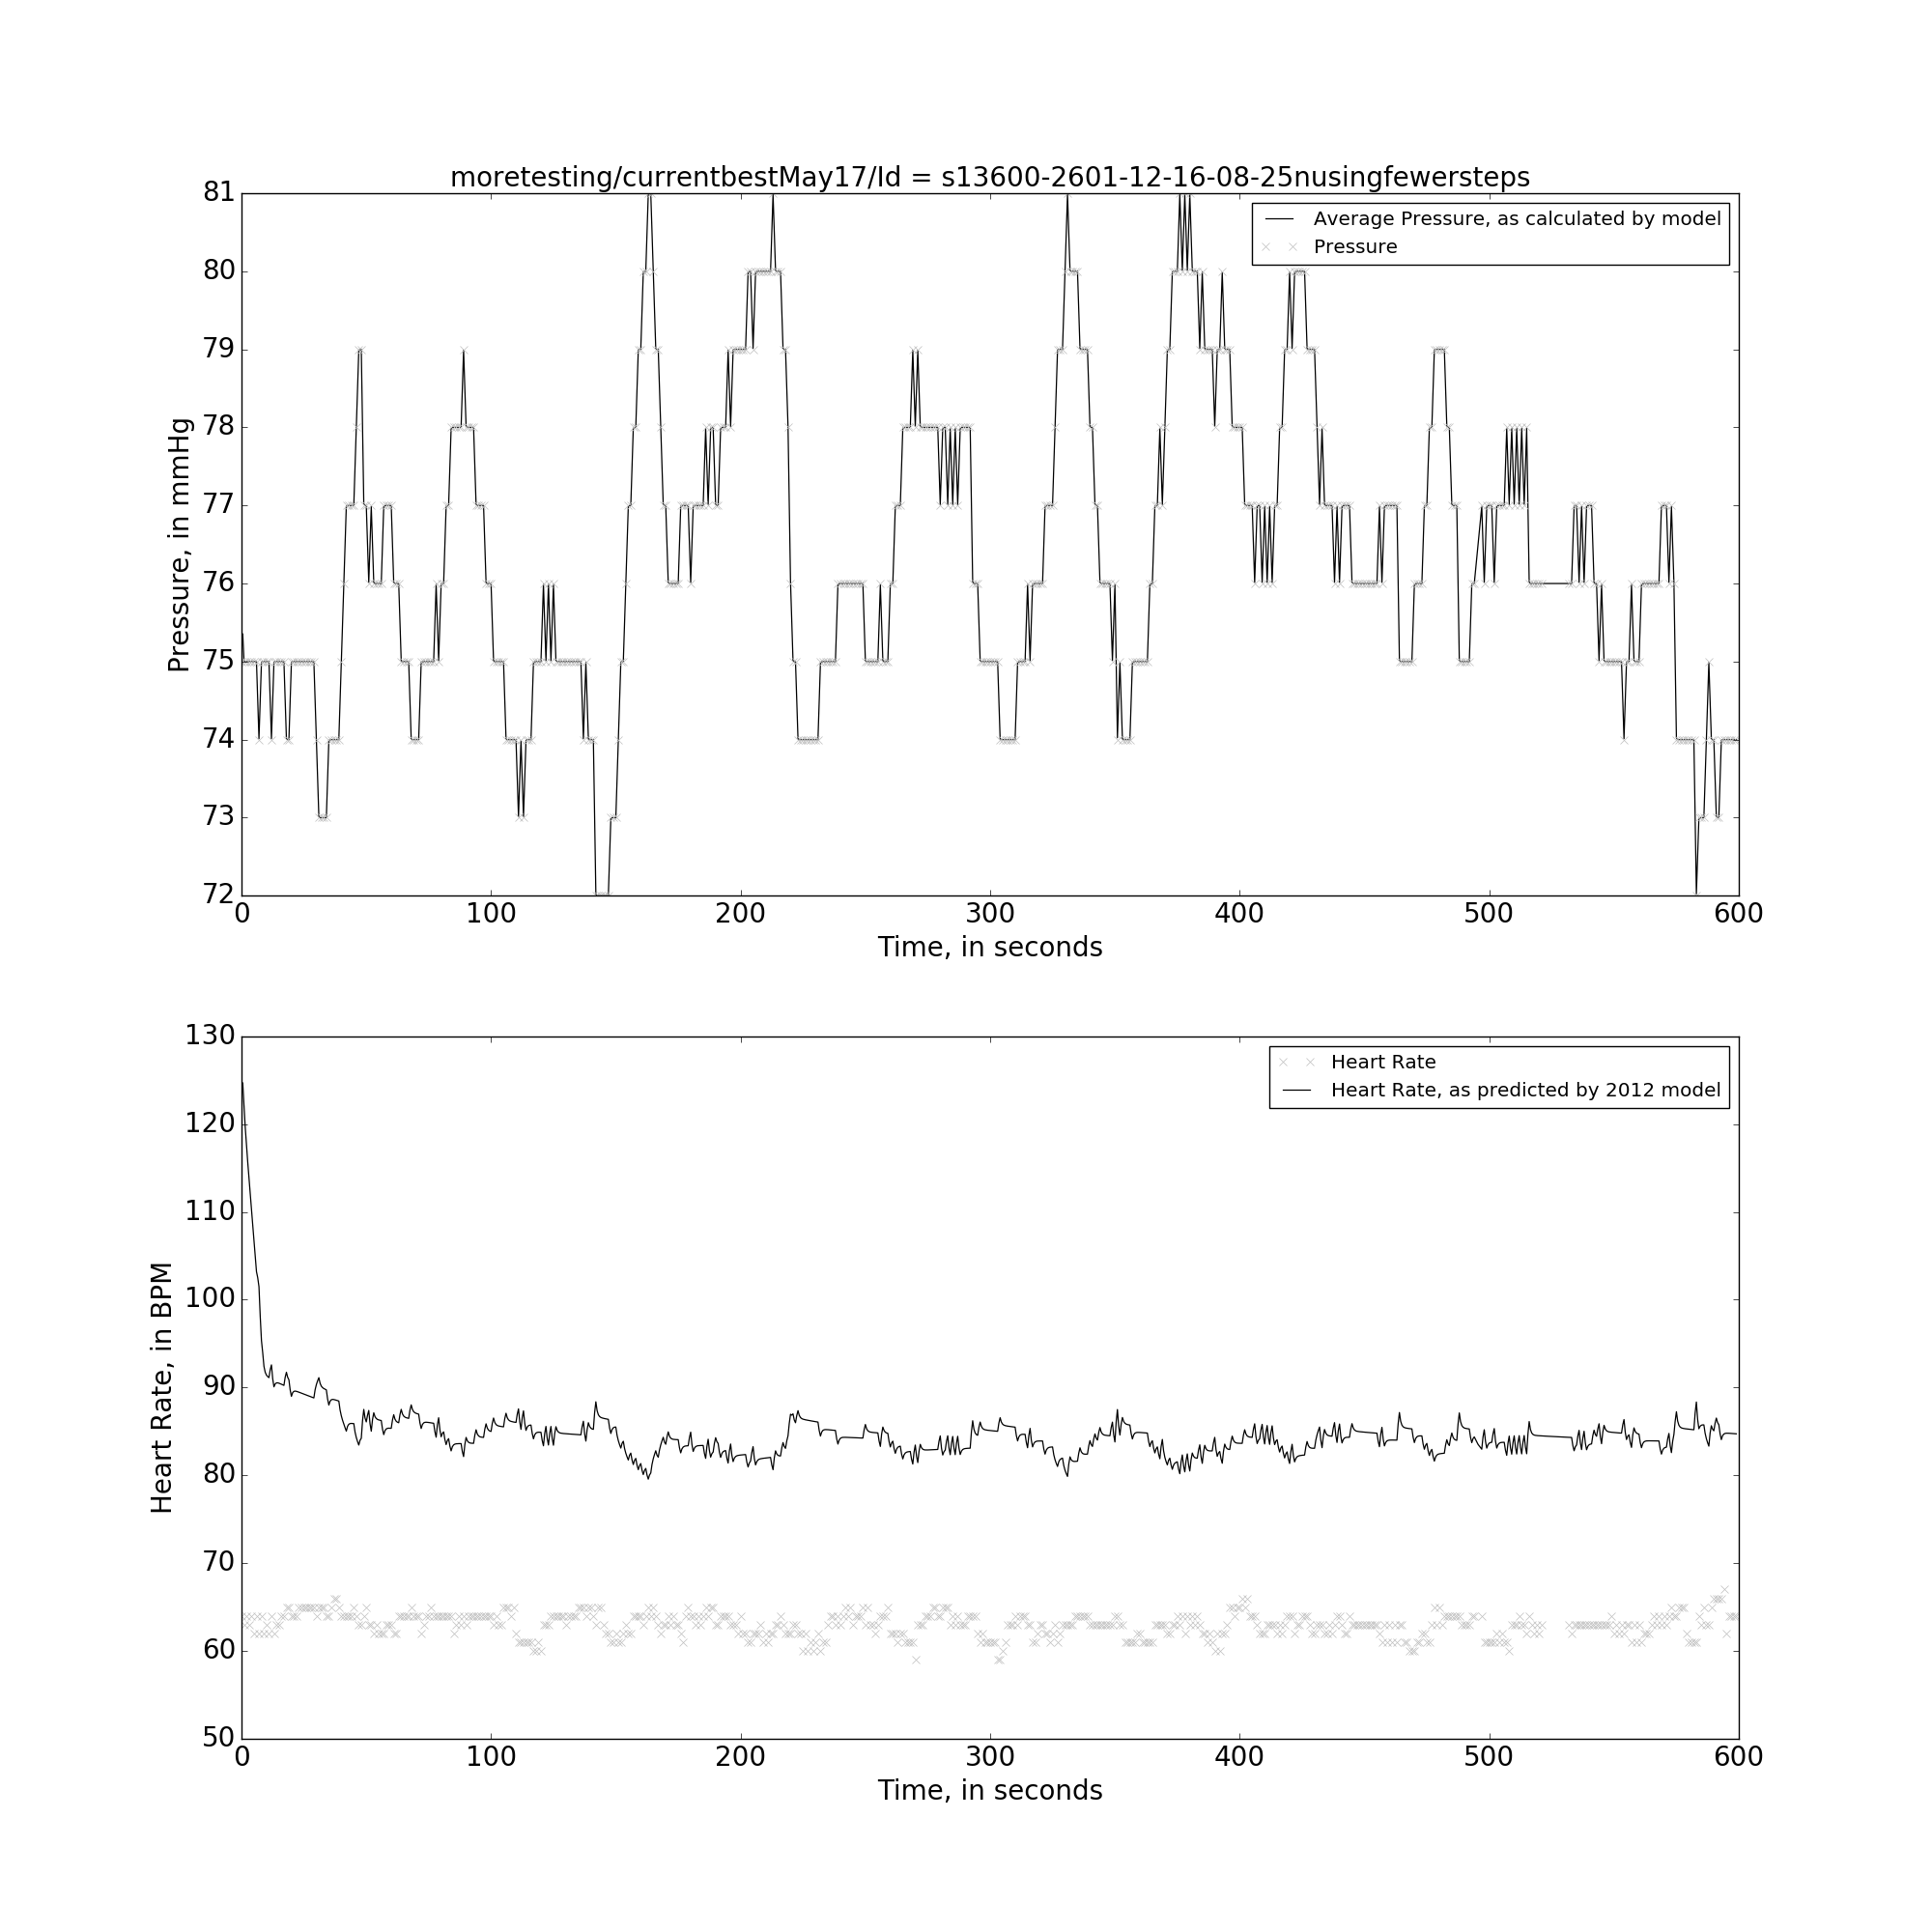 moretesting/currentbestMay17/Id = s13600-2601-12-16-08-25nusingfewersteps
81
80
79
78
77
76
75
74
73
72
Pressure, in mmHg
Average Pressure, as calculated by model
Pressure
0 100 200 300 400 500 600
Time, in seconds
130
120
110
100
90
80
70
60
50
Heart Rate, in BPM
Heart Rate
Heart Rate, as predicted by 2012 model
0 100 200 300 400 500 600
Time, in seconds